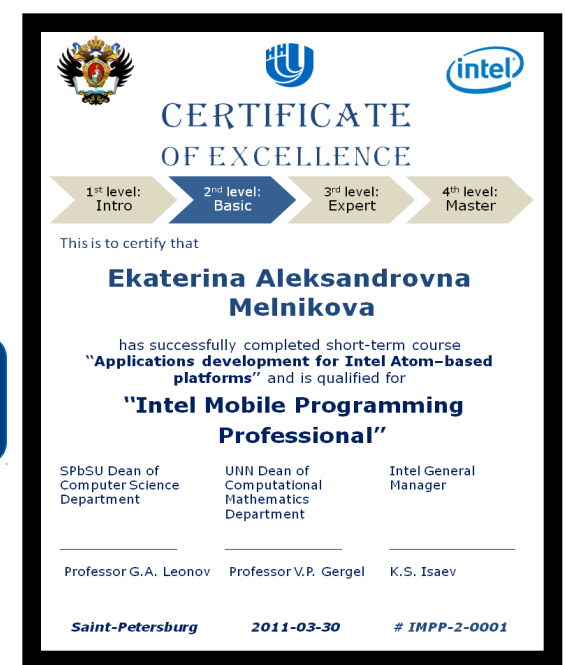 intel
CERTIFICATE
OF EXCELLENCE
1st level:
Intro
2nd level:
Basic
3rd level:
Expert
4th level:
Master
This is to certify that
Ekaterina Aleksandrovna
Melnikova
has successfully completed short-term course
“Applications development for Intel Atom–based
platforms” and is qualified for
“Intel Mobile Programming
Professional”
SPbSU Dean of
Computer Science
Department
UNN Dean of
Computational
Mathematics
Department
Intel General
Manager
Professor G.A. Leonov
Professor V.P. Gergel
K.S. Isaev
Saint-Petersburg
2011-03-30
# IMPP-2-0001